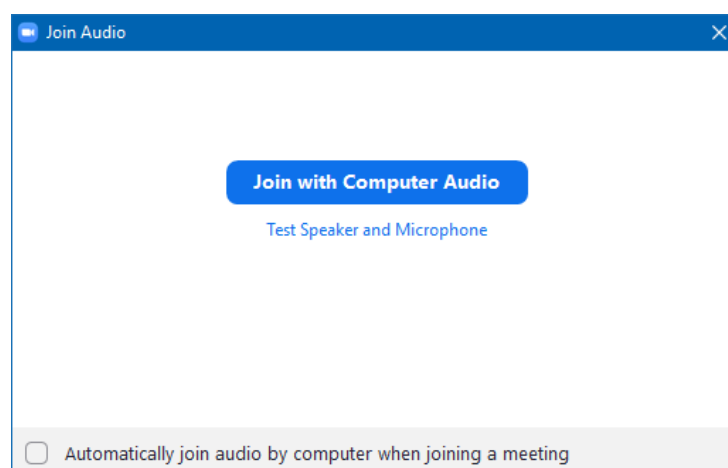 Join Audio
Join with Computer Audio
Test Speaker and Microphone
Automatically join audio by computer when joining a meeting